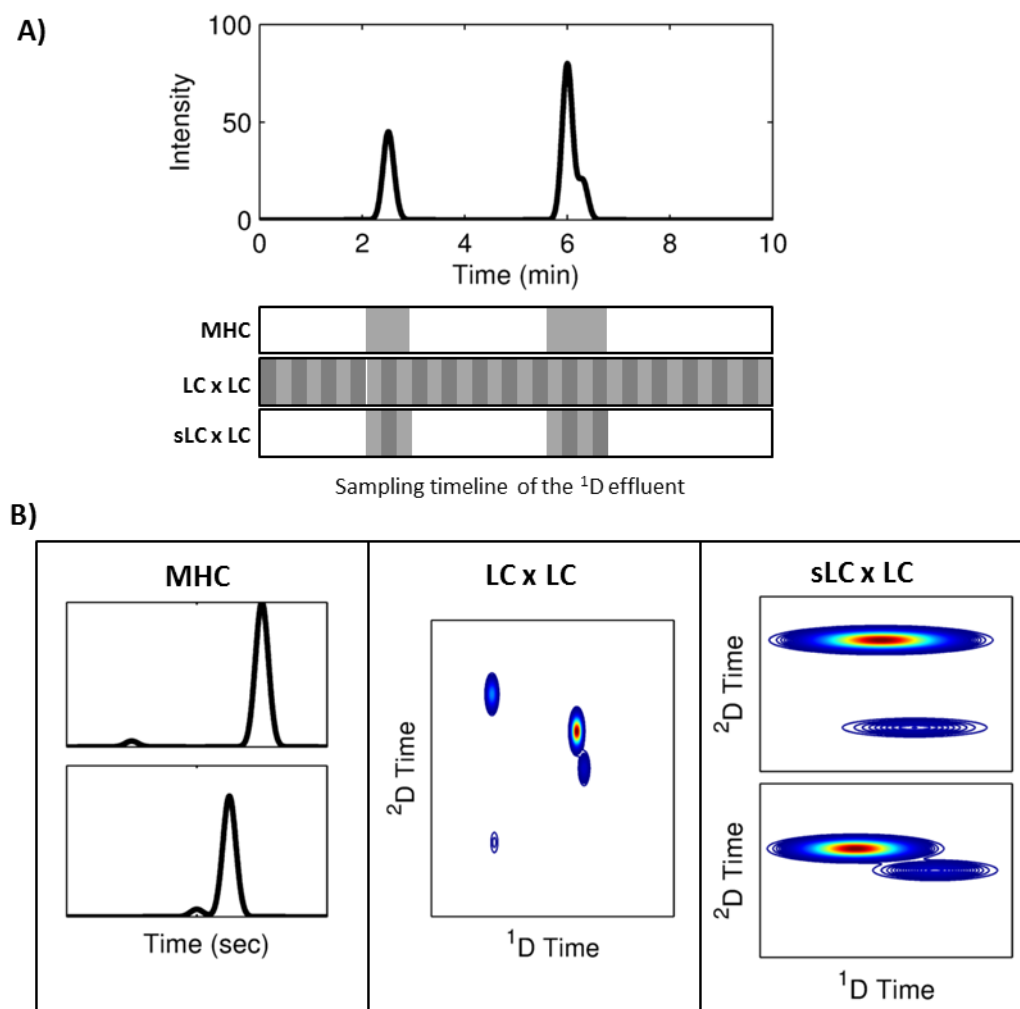 A)
100
50
0
Intensity
0 2 4 6 8 10
Time (min)
MHC
LC x LC
sLC x LC
Sampling timeline of the ¹D effluent
B)
MHC
Time (sec)
LC x LC
²D Time
¹D Time
sLC x LC
²D Time
²D Time
¹D Time